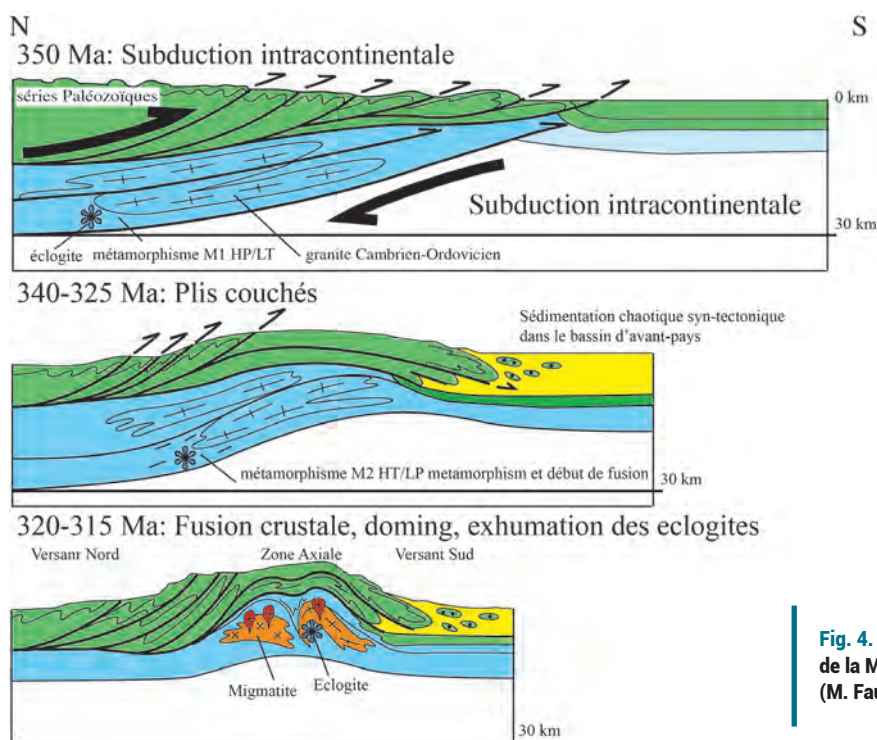 N S
350 Ma: Subduction intracontinentale
séries Paléozoïques
0 km
Subduction intracontinentale
30 km
éclogite métamorphisme M1 HP/LT granite Cambrien-Ordovicien
340-325 Ma: Plis couchés
Sédimentation chaotique syn-tectonique
dans le bassin d'avant-pays
métamorphisme M2 HT/LP metamorphism et début de fusion
30 km
320-315 Ma: Fusion crustale, doming, exhumation des eclogites
Versanr Nord Zone Axiale Versant Sud
Migmatite Eclogite
30 km
Fig. 4.
de la M
(M. Fau